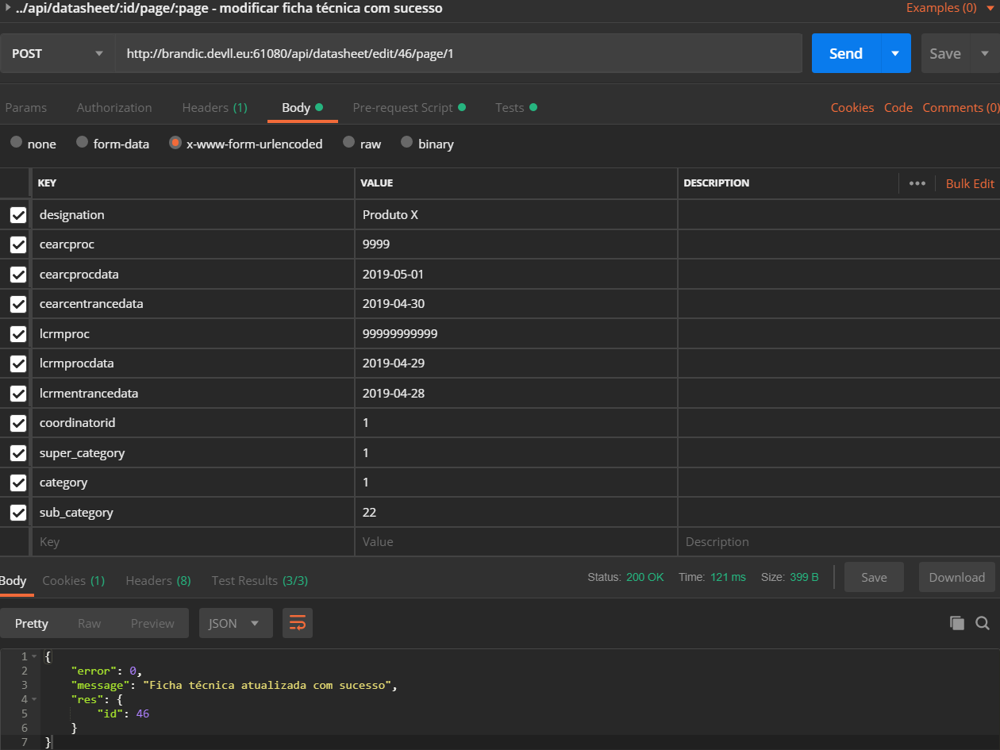 ../api/datasheet/:id/page/:page - modificar ficha técnica com sucesso Examples (0)
POST http://brandic.devll.eu:61080/api/datasheet/edit/46/page/1 Send Save
Params Authorization Headers (1) Body Pre-request Script Tests Cookies Code Comments (0)
none form-data x-www-form-urlencoded raw binary
KEY VALUE DESCRIPTION ••• Bulk Edit
designation Produto X
cearcproc 9999
cearcprocdata 2019-05-01
cearcentrancedata 2019-04-30
lcrmproc 99999999999
lcrmprocdata 2019-04-29
lcrmentrancedata 2019-04-28
coordinatorid 1
super_category 1
category 1
sub_category 22
Key Value Description
Body Cookies (1) Headers (8) Test Results (3/3) Status: 200 OK Time: 121 ms Size: 399 B Save Download
Pretty Raw Preview JSON
1 {
2 "error": 0,
3 "message": "Ficha técnica atualizada com sucesso",
4 "res": {
5 "id": 46
6 }
7 }